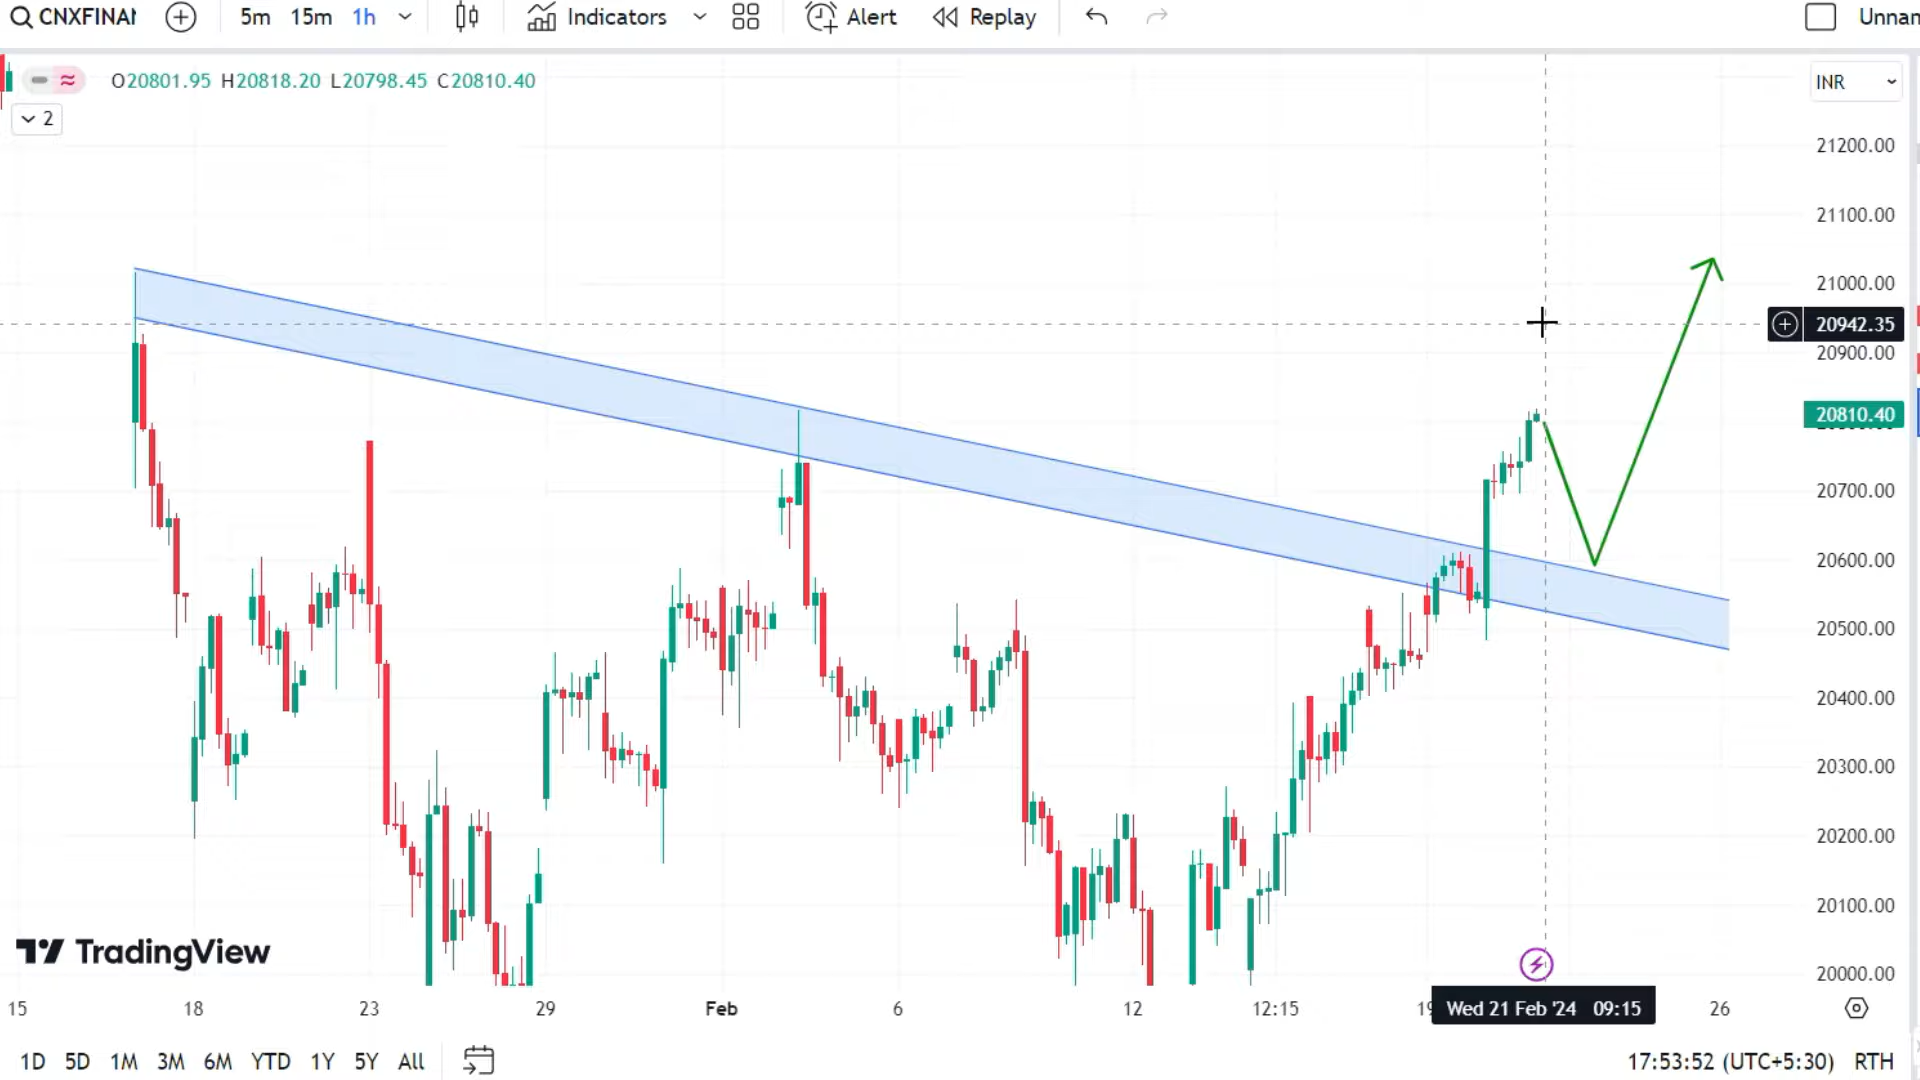 CNXFINAN 5m 15m 1h Indicators Alert Replay Unnan
O20801.95 H20818.20 L20798.45 C20810.40
INR
2
21200.00
21100.00
21000.00
20942.35
20900.00
20810.40
20700.00
20600.00
20500.00
20400.00
20300.00
20200.00
20100.00
20000.00
TradingView
15 18 23 29 Feb 6 12 12:15 19 Wed 21 Feb '24 09:15 26
1D 5D 1M 3M 6M YTD 1Y 5Y All 17:53:52 (UTC+5:30) RTH